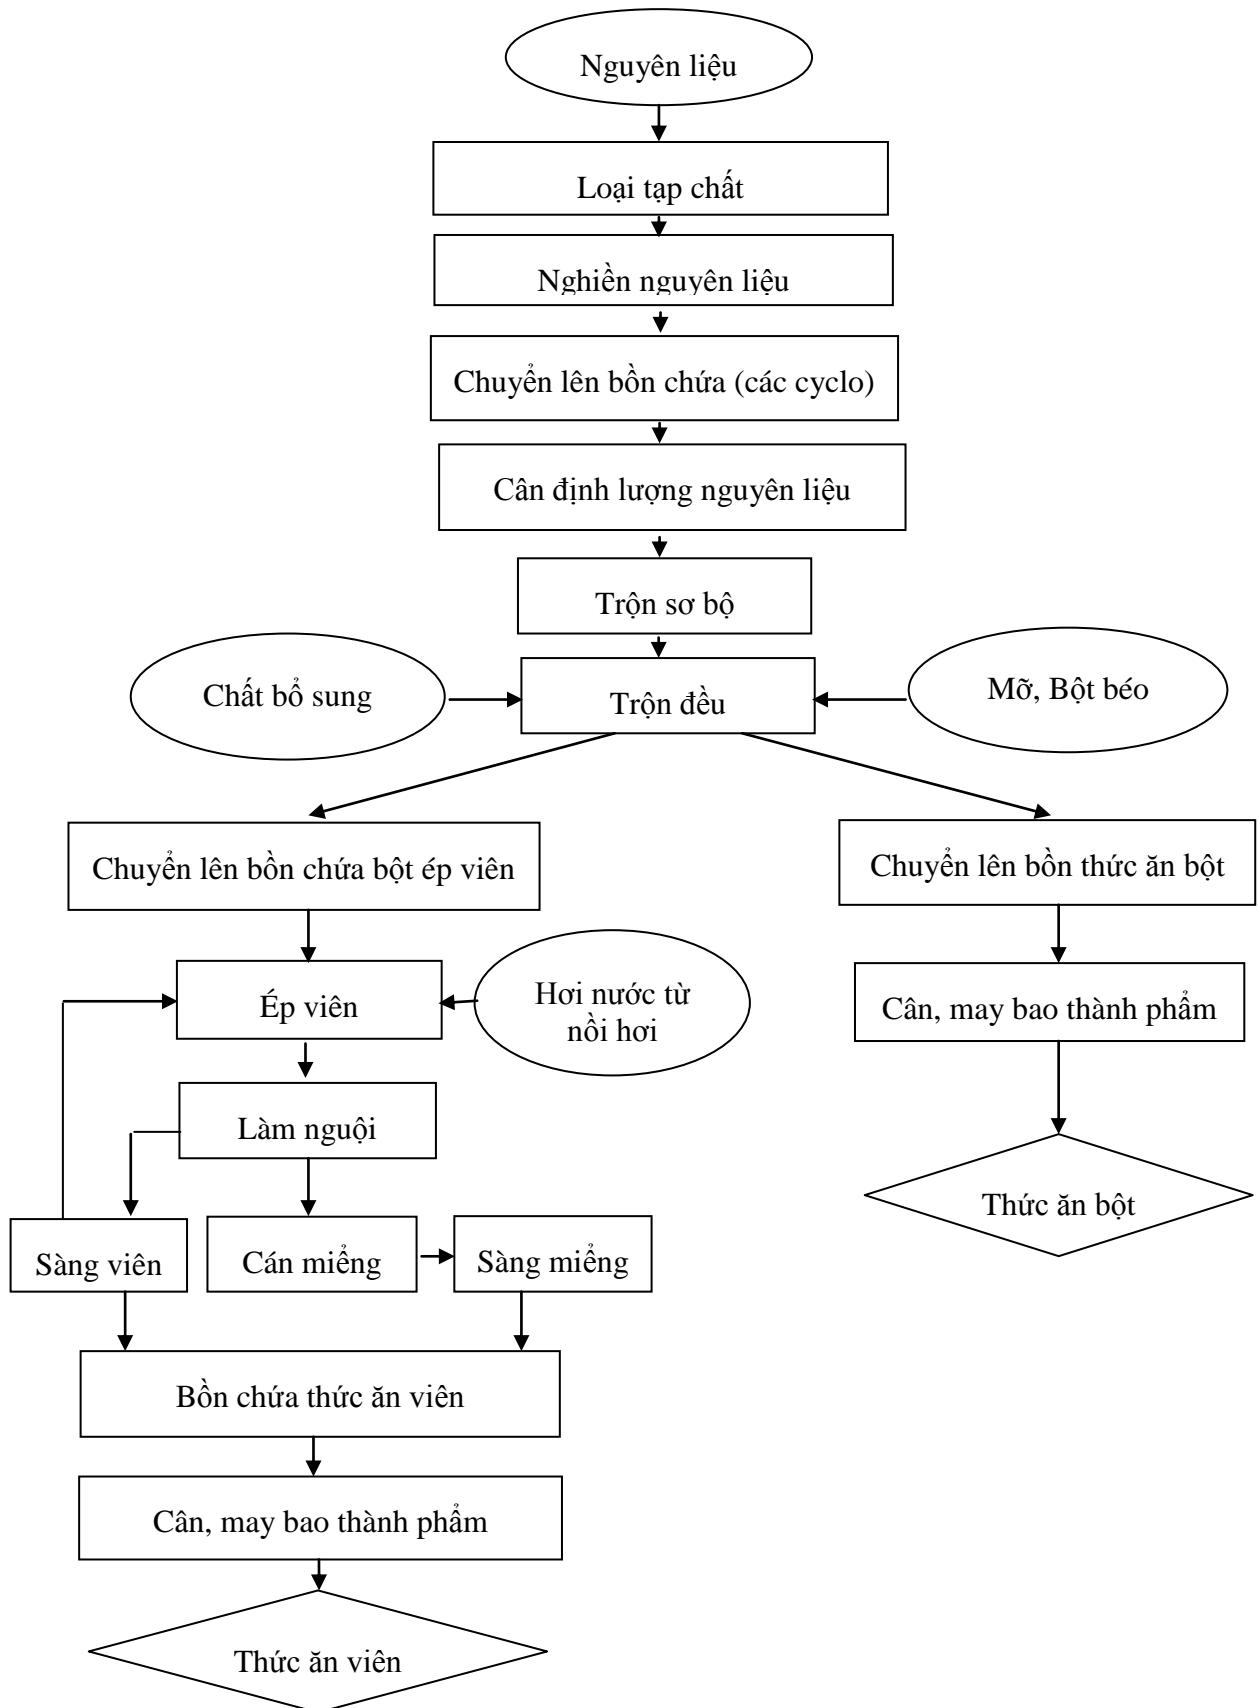 Nguyên liệu
Loại tạp chất
Nghiền nguyên liệu
Chuyển lên bồn chứa (các cyclo)
Cân định lượng nguyên liệu
Trộn sơ bộ
Chất bổ sung
Trộn đều
Mỡ, Bột béo
Chuyển lên bồn chứa bột ép viên
Chuyển lên bồn thức ăn bột
Ép viên
Hơi nước từ
nồi hơi
Cân, may bao thành phẩm
Làm nguội
Thức ăn bột
Sàng viên
Cán miểng
Sàng miểng
Bồn chứa thức ăn viên
Cân, may bao thành phẩm
Thức ăn viên